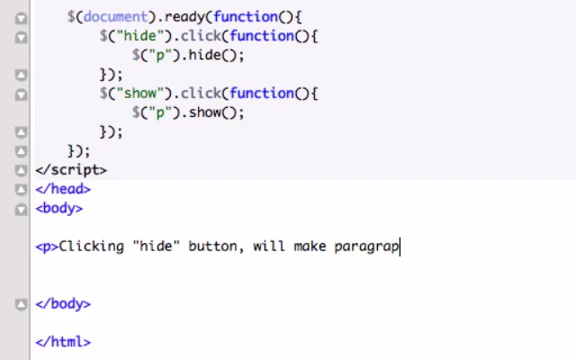 $(document).ready(function(){
$("hide").click(function(){
$("p").hide();
});
$("show").click(function(){
$("p").show();
});
});
</script>
</head>
<body>
<p>Clicking "hide" button, will make paragrap
</body>
</html>